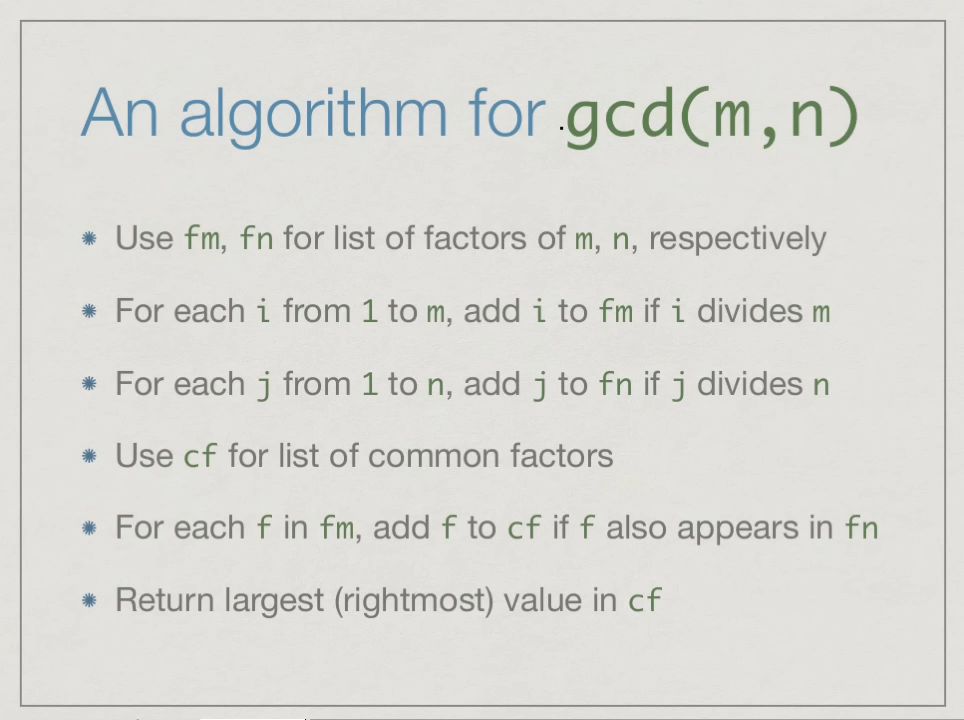 An algorithm for gcd(m,n)
Use fm, fn for list of factors of m, n, respectively
For each i from 1 to m, add i to fm if i divides m
For each j from 1 to n, add j to fn if j divides n
Use cf for list of common factors
For each f in fm, add f to cf if f also appears in fn
Return largest (rightmost) value in cf